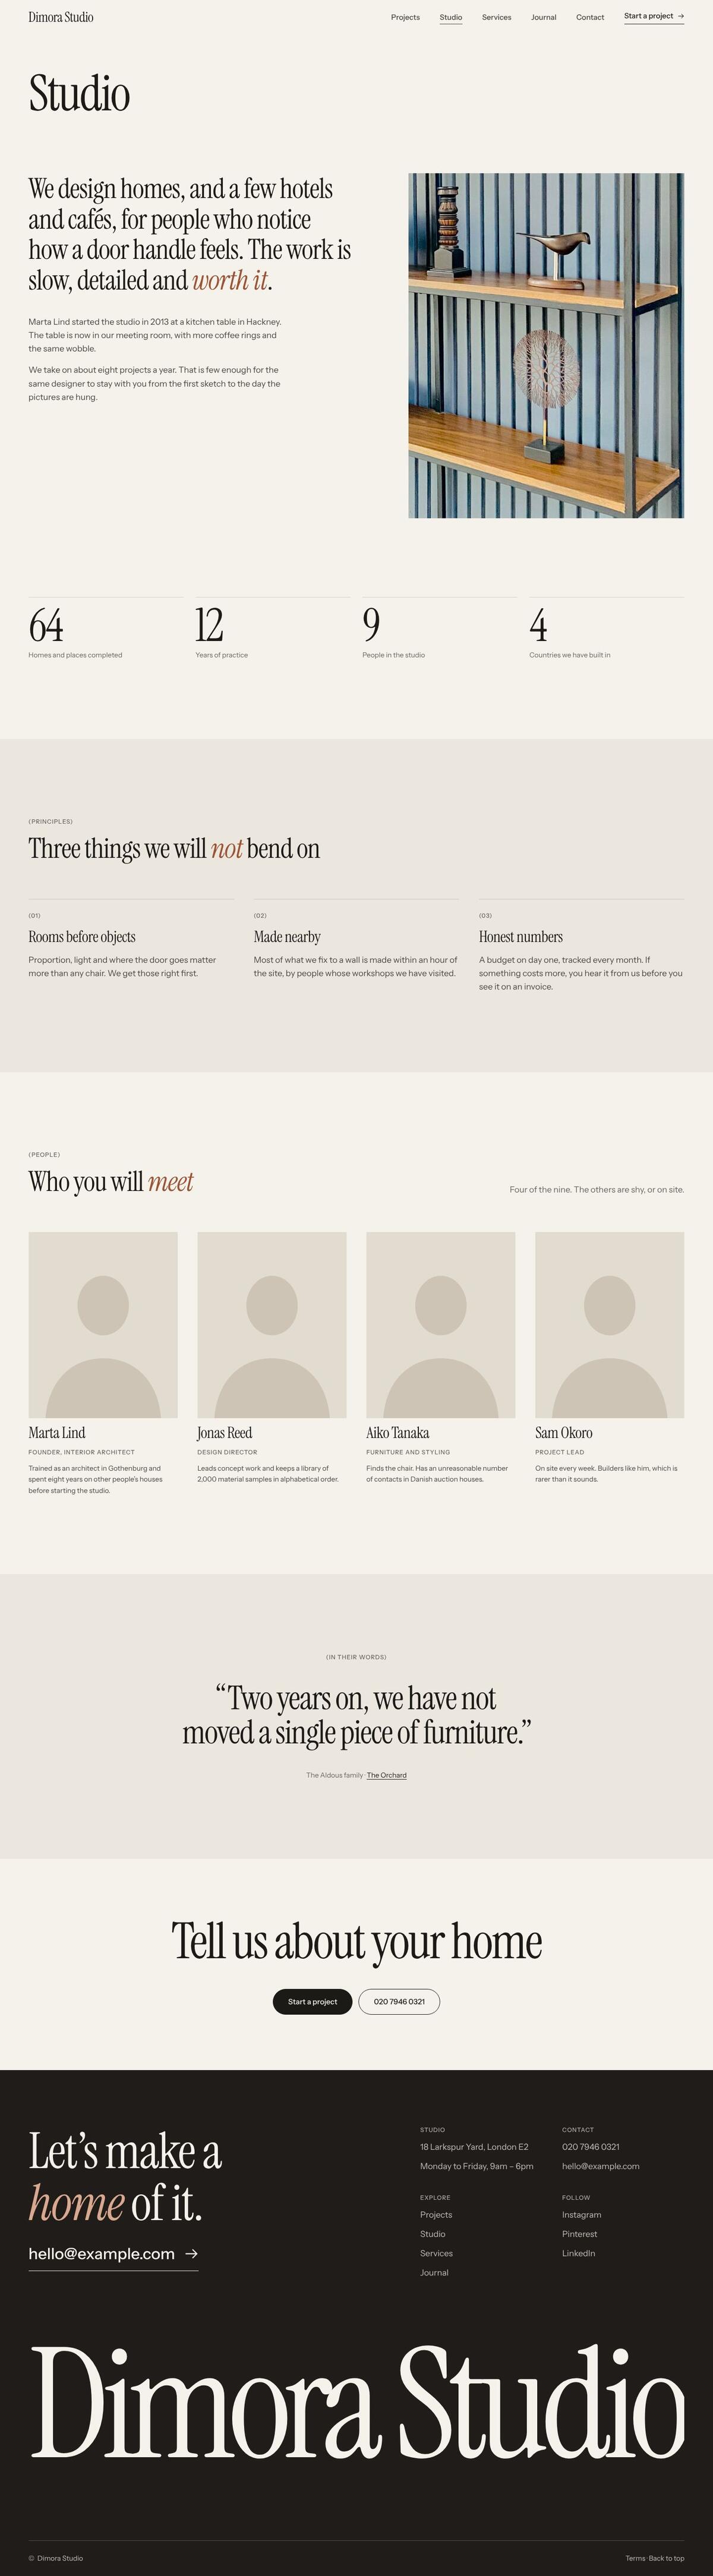 Dimora Studio
Projects
Studio
Services
Journal
Contact
Start a project →
Studio
We design homes, and a few hotels
and cafés, for people who notice
how a door handle feels. The work is
slow, detailed and worth it.
Marta Lind started the studio in 2013 at a kitchen table in Hackney.
The table is now in our meeting room, with more coffee rings and
the same wobble.
We take on about eight projects a year. That is few enough for the
same designer to stay with you from the first sketch to the day the
pictures are hung.
64
Homes and places completed
12
Years of practice
9
People in the studio
4
Countries we have built in
(PRINCIPLES)
Three things we will not bend on
(01)
Rooms before objects
Proportion, light and where the door goes matter
more than any chair. We get those right first.
(02)
Made nearby
Most of what we fix to a wall is made within an hour of
the site, by people whose workshops we have visited.
(03)
Honest numbers
A budget on day one, tracked every month. If
something costs more, you hear it from us before you
see it on an invoice.
(PEOPLE)
Who you will meet
Four of the nine. The others are shy, or on site.
Marta Lind
FOUNDER, INTERIOR ARCHITECT
Trained as an architect in Gothenburg and
spent eight years on other people's houses
before starting the studio.
Jonas Reed
DESIGN DIRECTOR
Leads concept work and keeps a library of
2,000 material samples in alphabetical order.
Aiko Tanaka
FURNITURE AND STYLING
Finds the chair. Has an unreasonable number
of contacts in Danish auction houses.
Sam Okoro
PROJECT LEAD
On site every week. Builders like him, which is
rarer than it sounds.
(IN THEIR WORDS)
“Two years on, we have not
moved a single piece of furniture.”
The Aldous family · The Orchard
Tell us about your home
Start a project
020 7946 0321
Let’s make a
home of it.
hello@example.com →
STUDIO
18 Larkspur Yard, London E2
Monday to Friday, 9am – 6pm
CONTACT
020 7946 0321
hello@example.com
EXPLORE
Projects
Studio
Services
Journal
FOLLOW
Instagram
Pinterest
LinkedIn
Dimora Studio
© Dimora Studio
Terms · Back to top